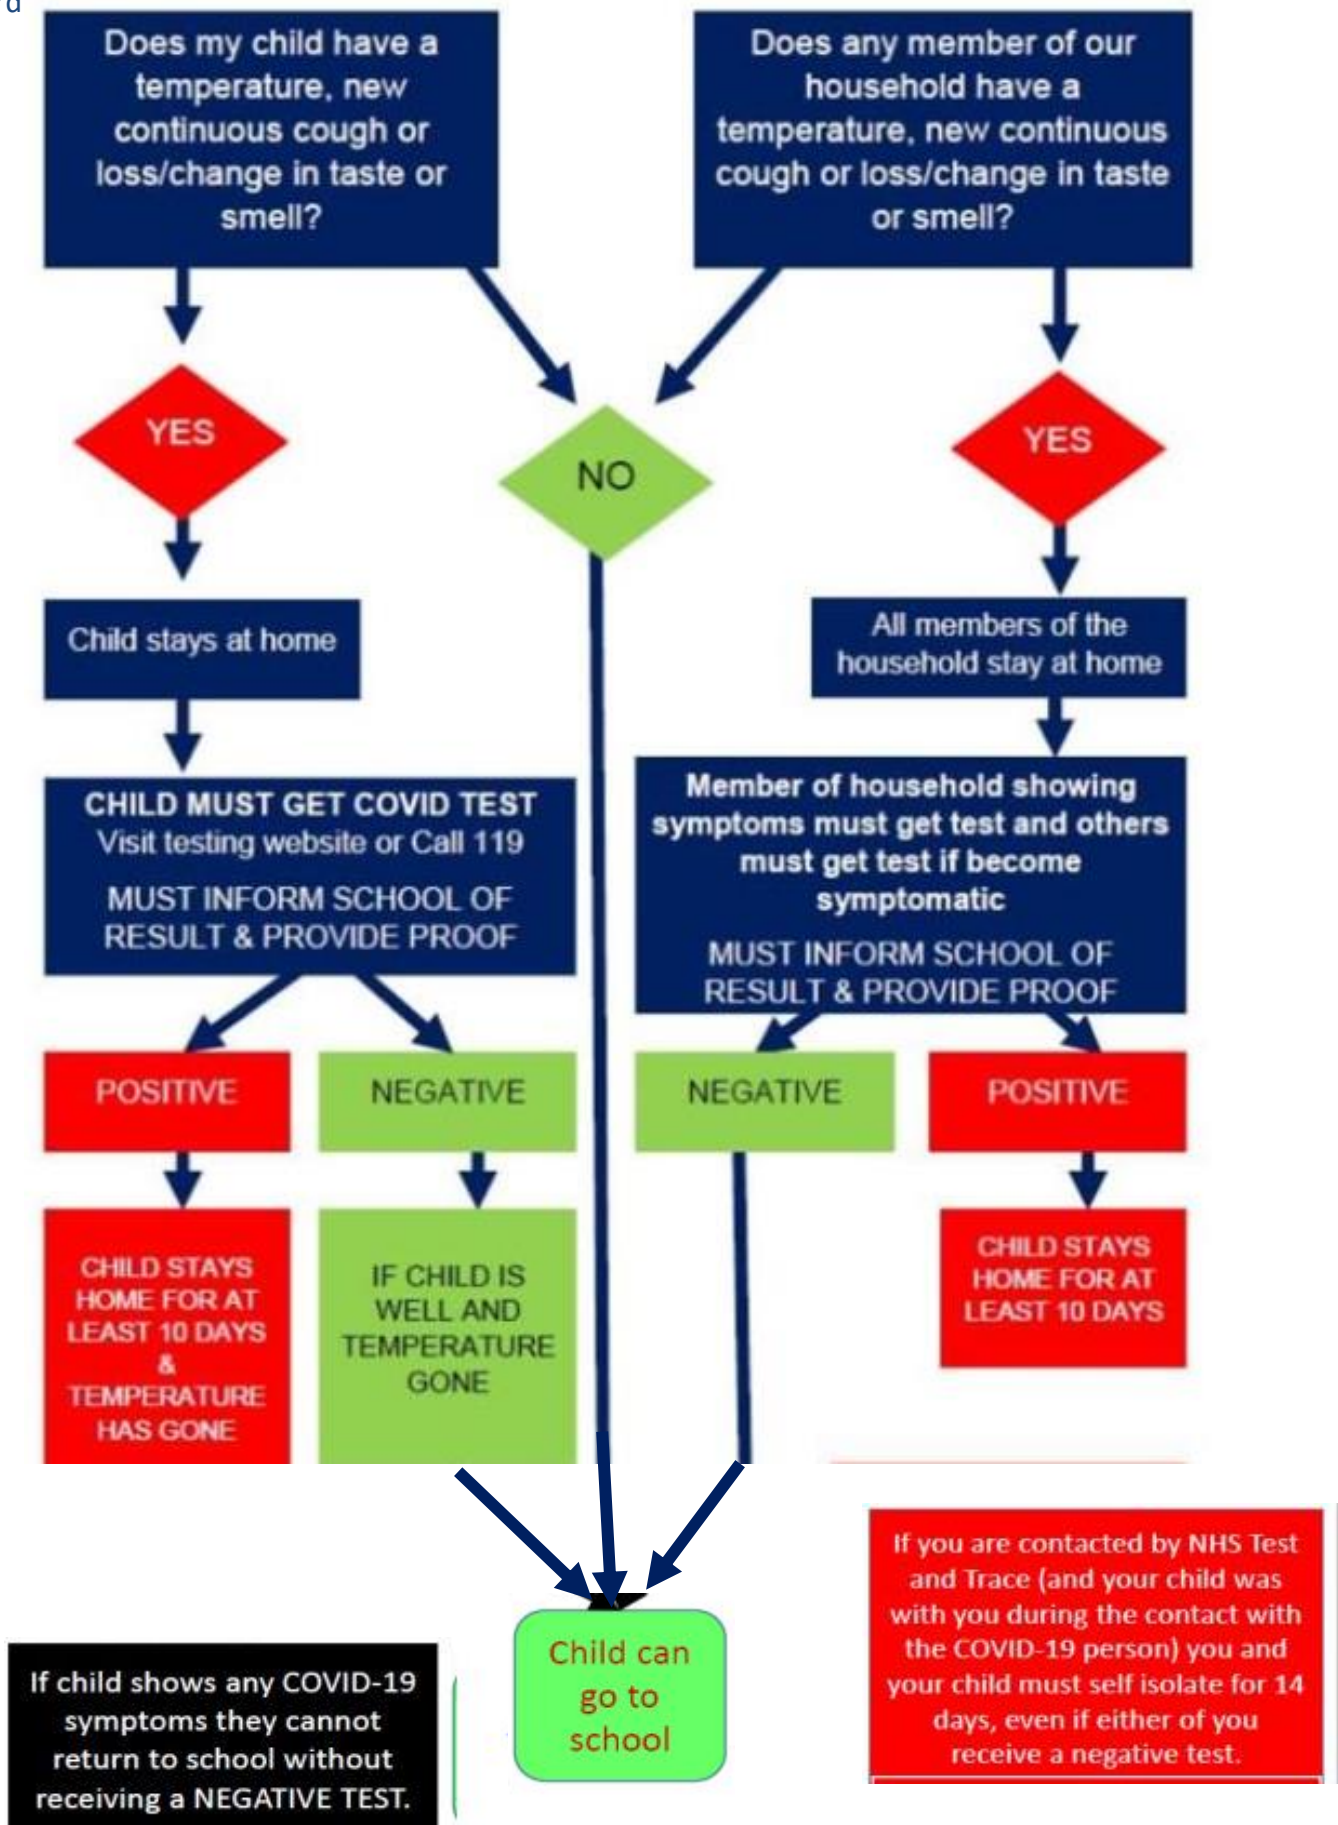 Does my child have a
temperature, new
continuous cough or
loss/change in taste or
smell?
Does any member of our
household have a
temperature, new continuous
cough or loss/change in taste
or smell?
YES
NO
YES
Child stays at home
All members of the
household stay at home
CHILD MUST GET COVID TEST
Visit testing website or Call 119
MUST INFORM SCHOOL OF
RESULT & PROVIDE PROOF
Member of household showing
symptoms must get test and others
must get test if become
symptomatic
MUST INFORM SCHOOL OF
RESULT & PROVIDE PROOF
POSITIVE
NEGATIVE
NEGATIVE
POSITIVE
CHILD STAYS
HOME FOR AT
LEAST 10 DAYS
&
TEMPERATURE
HAS GONE
IF CHILD IS
WELL AND
TEMPERATURE
GONE
CHILD STAYS
HOME FOR AT
LEAST 10 DAYS
If you are contacted by NHS Test
and Trace (and your child was
with you during the contact with
the COVID-19 person) you and
your child must self isolate for 14
days, even if either of you
receive a negative test.
Child can
go to
school
If child shows any COVID-19
symptoms they cannot
return to school without
receiving a NEGATIVE TEST.